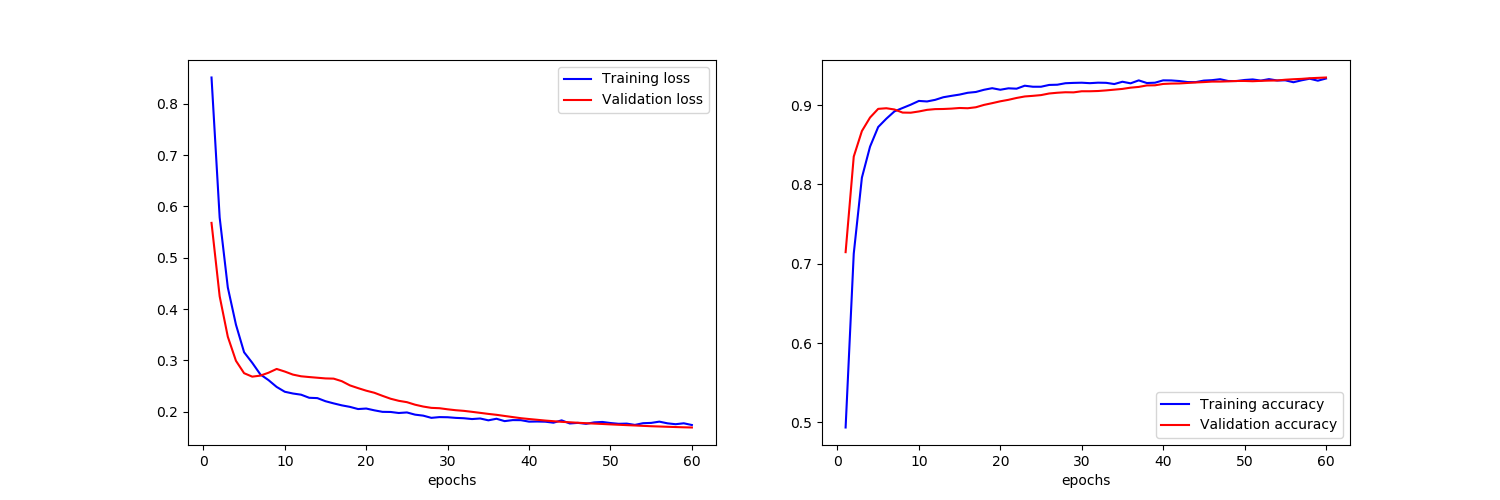 Training loss
Validation loss
0.8
0.7
0.6
0.5
0.4
0.3
0.2
0 10 20 30 40 50 60
epochs
0.9
0.8
0.7
0.6
0.5
Training accuracy
Validation accuracy
0 10 20 30 40 50 60
epochs